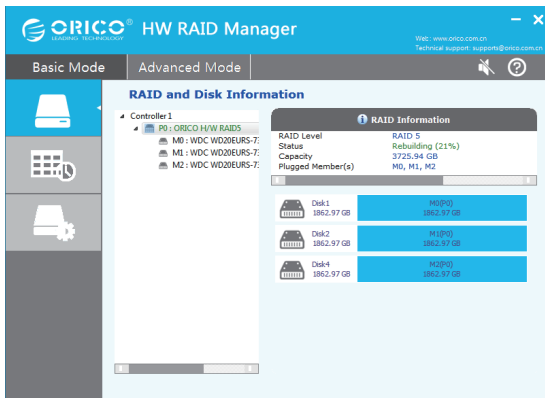 ORICO® HW RAID Manager
LEADING TECHNOLOGY
Web: www.orico.com.cn
Technical support: supports@orico.com.cn
Basic Mode
Advanced Mode
RAID and Disk Information
Controller 1
P0 : ORICO H/W RAID5
M0 : WDC WD20EURS-73
M1 : WDC WD20EURS-73
M2 : WDC WD20EURS-73
RAID Information
RAID Level RAID 5
Status Rebuilding (21%)
Capacity 3725.94 GB
Plugged Member(s) M0, M1, M2
Disk1 M0(P0)
1862.97 GB 1862.97 GB
Disk2 M1(P0)
1862.97 GB 1862.97 GB
Disk4 M2(P0)
1862.97 GB 1862.97 GB